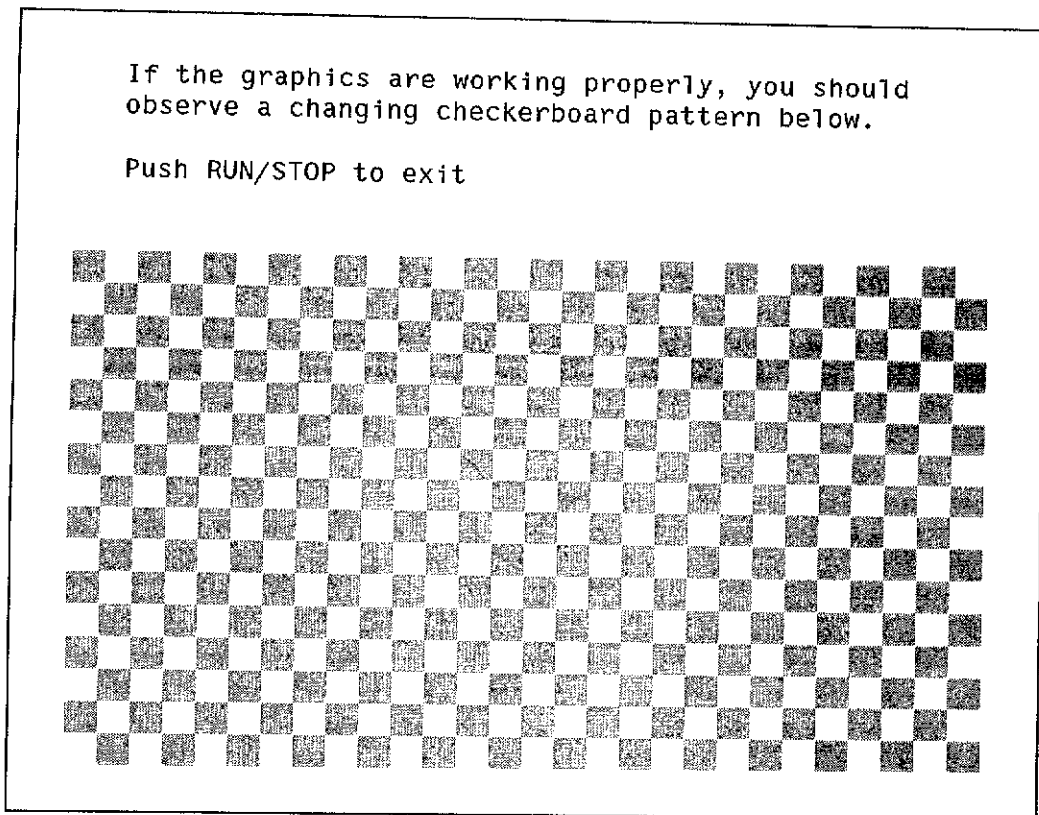 If the graphics are working properly, you should
observe a changing checkerboard pattern below.
Push RUN/STOP to exit